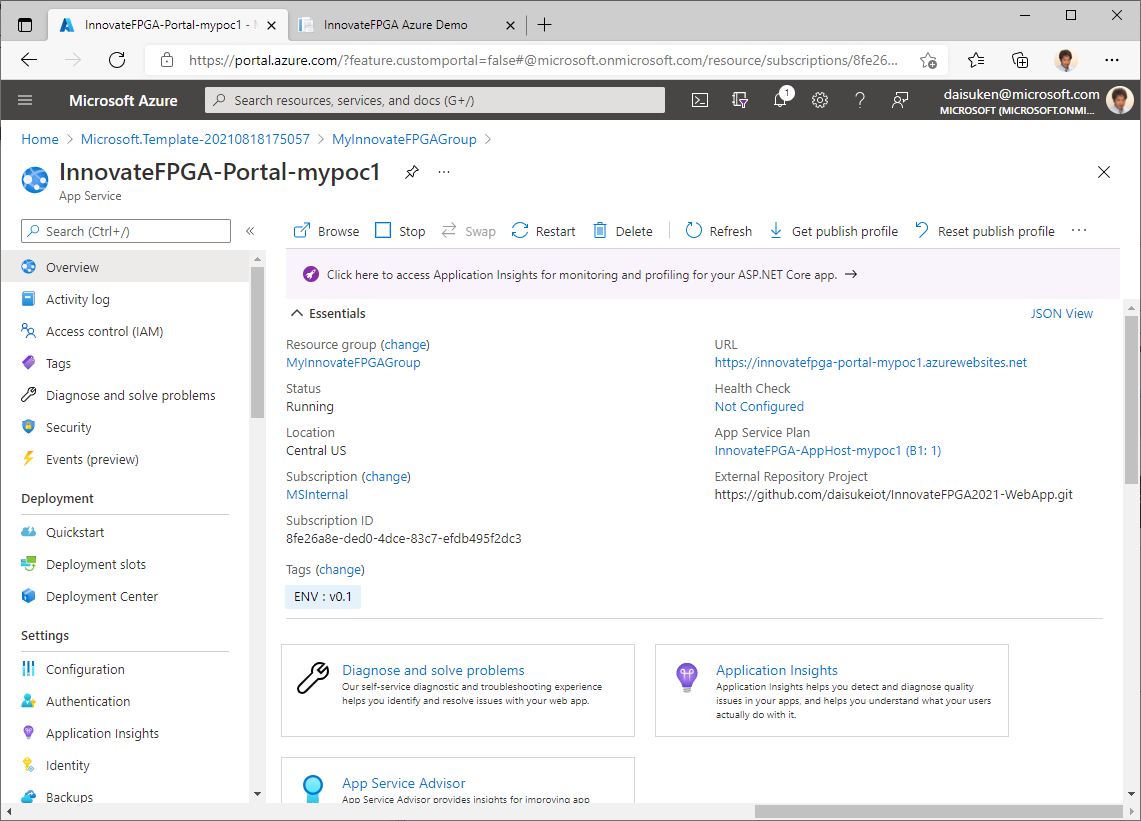 InnovateFPGA-Portal-mypoc1 -
InnovateFPGA Azure Demo
https://portal.azure.com/?feature.customportal=false#@microsoft.onmicrosoft.com/resource/subscriptions/8fe26...
Microsoft Azure
Search resources, services, and docs (G+/)
1
daisuken@microsoft.com
MICROSOFT (MICROSOFT.ONMI...
Home > Microsoft.Template-20210818175057 > MyInnovateFPGAGroup >
InnovateFPGA-Portal-mypoc1
App Service
Search (Ctrl+/)
Browse
Stop
Swap
Restart
Delete
Refresh
Get publish profile
Reset publish profile
Click here to access Application Insights for monitoring and profiling for your ASP.NET Core app. →
Overview
Activity log
Access control (IAM)
Tags
Diagnose and solve problems
Security
Events (preview)
Deployment
Quickstart
Deployment slots
Deployment Center
Settings
Configuration
Authentication
Application Insights
Identity
Backups
Essentials
JSON View
Resource group (change)
MyInnovateFPGAGroup
Status
Running
Location
Central US
Subscription (change)
MSInternal
Subscription ID
8fe26a8e-ded0-4dce-83c7-efdb495f2dc3
Tags (change)
ENV : v0.1
URL
https://innovatefpga-portal-mypoc1.azurewebsites.net
Health Check
Not Configured
App Service Plan
InnovateFPGA-AppHost-mypoc1 (B1: 1)
External Repository Project
https://github.com/daisukeiot/InnovateFPGA2021-WebApp.git
Diagnose and solve problems
Our self-service diagnostic and troubleshooting experience
helps you identify and resolve issues with your web app.
Application Insights
Application Insights helps you detect and diagnose quality
issues in your apps, and helps you understand what your users
actually do with it.
App Service Advisor
App Service Advisor provides insights for improving app